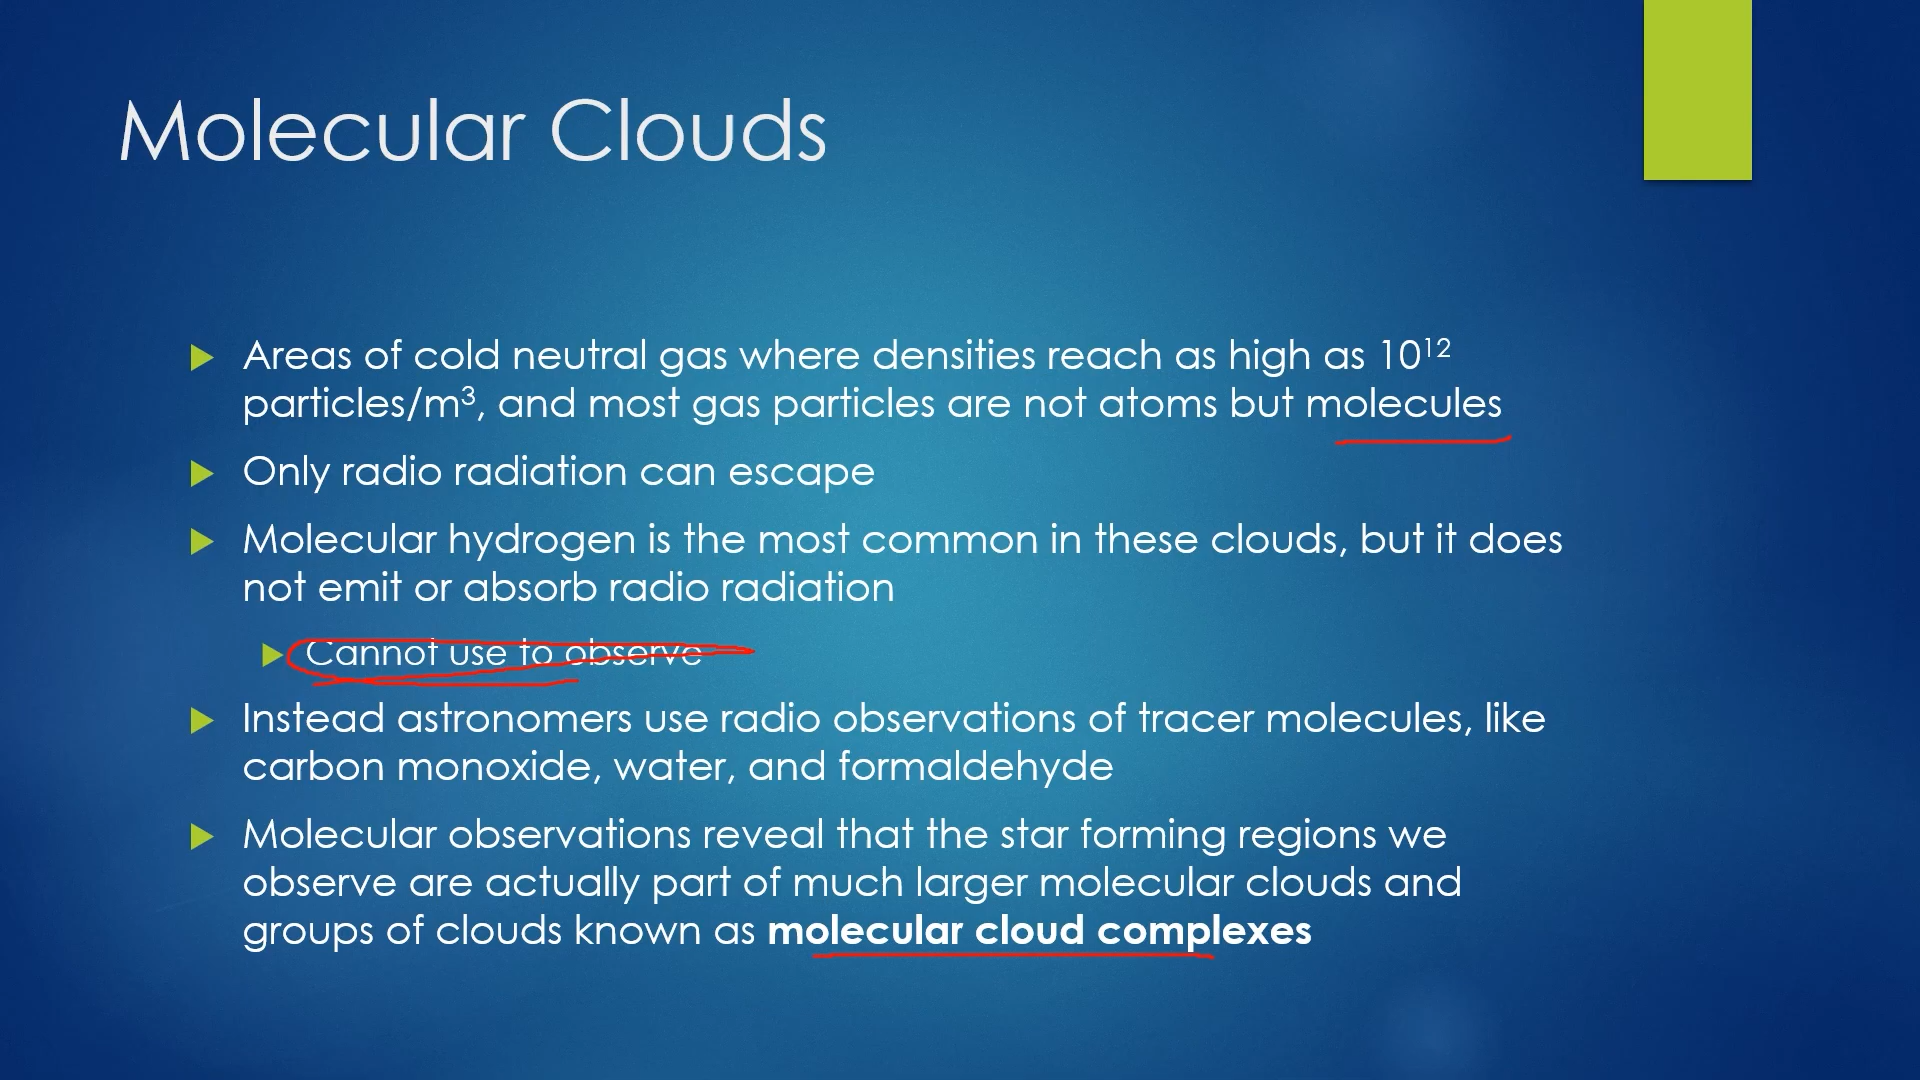 Molecular Clouds
Areas of cold neutral gas where densities reach as high as 10¹²
particles/m³, and most gas particles are not atoms but molecules
Only radio radiation can escape
Molecular hydrogen is the most common in these clouds, but it does
not emit or absorb radio radiation
Cannot use to observe
Instead astronomers use radio observations of tracer molecules, like
carbon monoxide, water, and formaldehyde
Molecular observations reveal that the star forming regions we
observe are actually part of much larger molecular clouds and
groups of clouds known as molecular cloud complexes